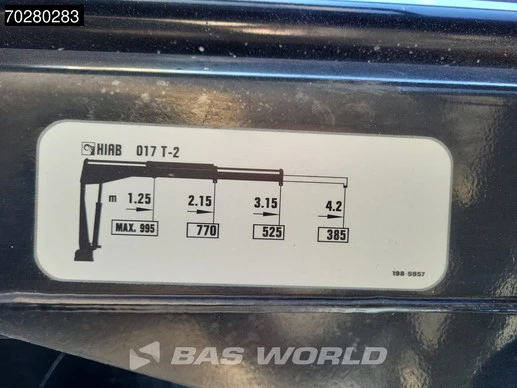 70280283
HIAB 017 T-2
m 1.25 2.15 3.15 4.2
MAX. 995 770 525 385
198-5957
BAS WORLD